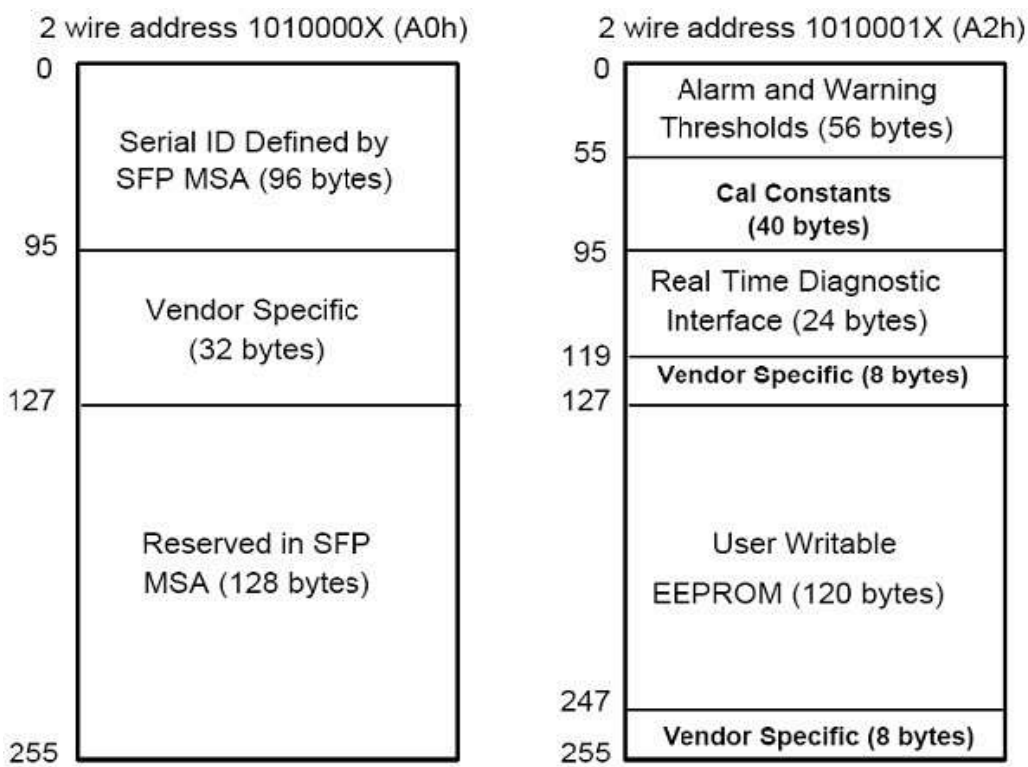 2 wire address 1010000X (A0h)
0
Serial ID Defined by
SFP MSA (96 bytes)
95
Vendor Specific
(32 bytes)
127
Reserved in SFP
MSA (128 bytes)
255
2 wire address 1010001X (A2h)
0
Alarm and Warning
Thresholds (56 bytes)
55
Cal Constants
(40 bytes)
95
Real Time Diagnostic
Interface (24 bytes)
119
Vendor Specific (8 bytes)
127
User Writable
EEPROM (120 bytes)
247
Vendor Specific (8 bytes)
255